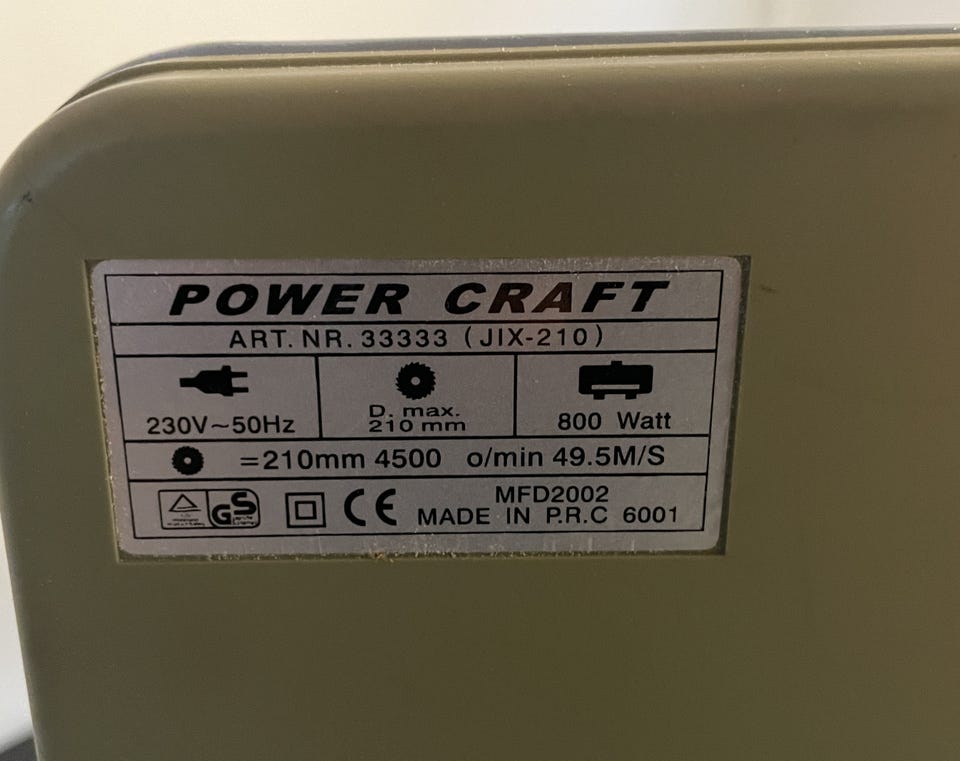 POWER CRAFT
ART. NR. 33333 (JIX-210)
230V~50Hz
D. max.
210 mm
800 Watt
=210mm 4500 o/min 49.5M/S
GS
CE
MFD2002
MADE IN P.R.C 6001